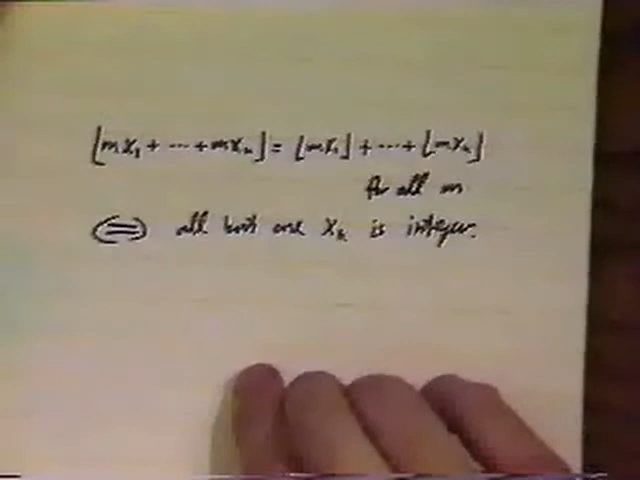 ⌊mx₁ + ··· + mxₙ⌋ = ⌊mx₁⌋ + ··· + ⌊mxₙ⌋
for all m
⟺ all but one xₖ is integer.